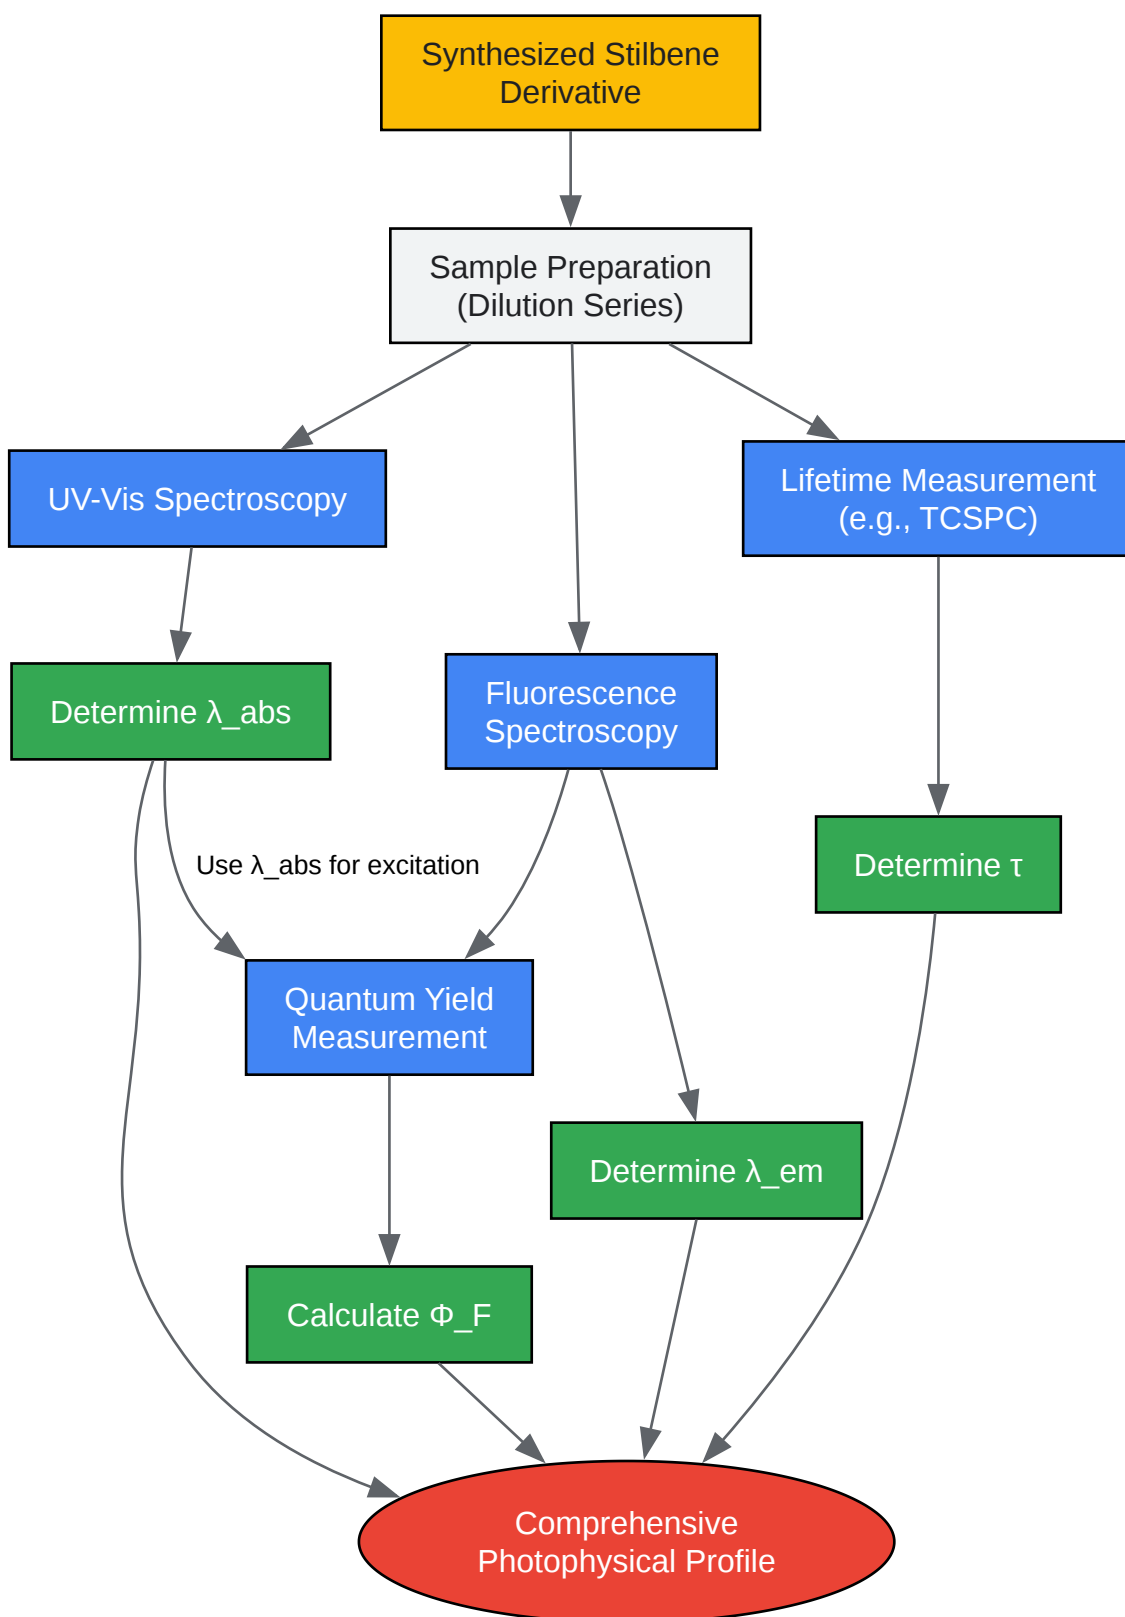 Synthesized Stilbene
Derivative
Sample Preparation
(Dilution Series)
UV-Vis Spectroscopy
Lifetime Measurement
(e.g., TCSPC)
Determine λ_abs
Fluorescence
Spectroscopy
Use λ_abs for excitation
Determine τ
Quantum Yield
Measurement
Determine λ_em
Calculate Φ_F
Comprehensive
Photophysical Profile